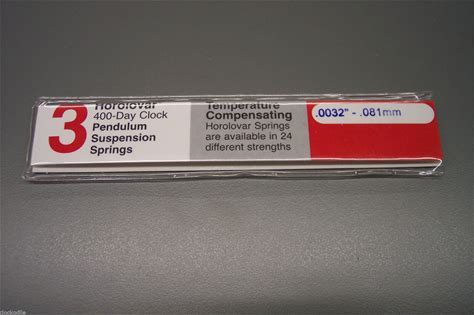 3
Horolovar
400-Day Clock
Pendulum
Suspension
Springs
Temperature
Compensating
Horolovar Springs
are available in 24
different strengths
.0032" - .081mm
clockodile